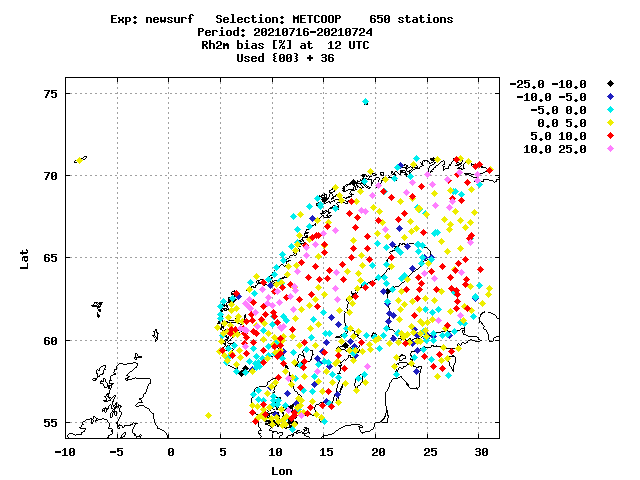 Exp: newsurf   Selection: METCOOP    650 stations
Period: 20210716-20210724
Rh2m bias [%] at  12 UTC
Used {00} + 36
-25.0 -10.0
-10.0 -5.0
-5.0 0.0
0.0 5.0
5.0 10.0
10.0 25.0
75
70
65
60
55
Lat
-10 -5 0 5 10 15 20 25 30
Lon